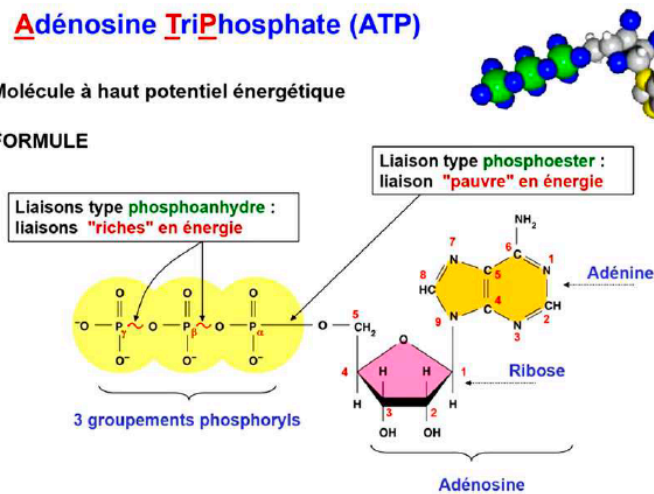 Adénosine TriPhosphate (ATP)
Molécule à haut potentiel énergétique
FORMULE
Liaison type phosphoester :
liaison "pauvre" en énergie
Liaisons type phosphoanhydre :
liaisons "riches" en énergie
NH2
6
7
N
C
5
C
N
1
8
HC
4
C
CH
2
9
N
N
3
Adénine
O O O
⁻O P γ ~ O P β ~ O P α O
5
CH2
O⁻ O⁻ O⁻
O
4
H H
1
H
3
2
H
OH OH
Ribose
3 groupements phosphoryls
Adénosine